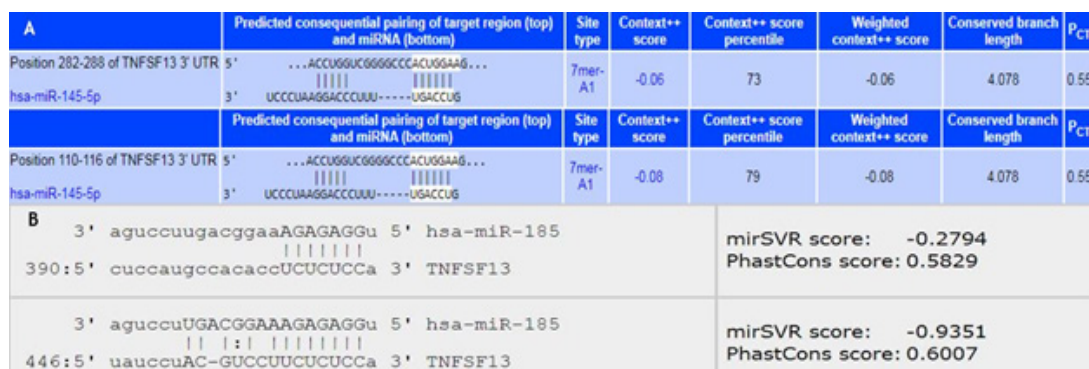 A
Predicted consequential pairing of target region (top) and miRNA (bottom)
Site type
Context++ score
Context++ score percentile
Weighted context++ score
Conserved branch length
PCT
Position 282-288 of TNFSF13 3' UTR 5' ...ACCUGGUCGGGGCCCACUGGAAG...
hsa-miR-145-5p 3' UCCCUAAGGACCCUUU-----UGACCUG
7mer-A1
-0.06
73
-0.06
4.078
0.55
Predicted consequential pairing of target region (top) and miRNA (bottom)
Site type
Context++ score
Context++ score percentile
Weighted context++ score
Conserved branch length
PCT
Position 110-116 of TNFSF13 3' UTR 5' ...ACCUGGUCGGGGCCCACUGGAAG...
hsa-miR-145-5p 3' UCCCUAAGGACCCUUU-----UGACCUG
7mer-A1
-0.08
79
-0.08
4.078
0.55
B
3' aguccuugacggaaAGAGAGGu 5' hsa-miR-185
|||||||
390:5' cuccaugccacaccUCUCUCCa 3' TNFSF13
mirSVR score: -0.2794
PhastCons score: 0.5829
3' aguccuUGACGGAAAGAGAGGu 5' hsa-miR-185
|| |:| ||||||||
446:5' uauccuAC-GUCCUUCUCUCCa 3' TNFSF13
mirSVR score: -0.9351
PhastCons score: 0.6007